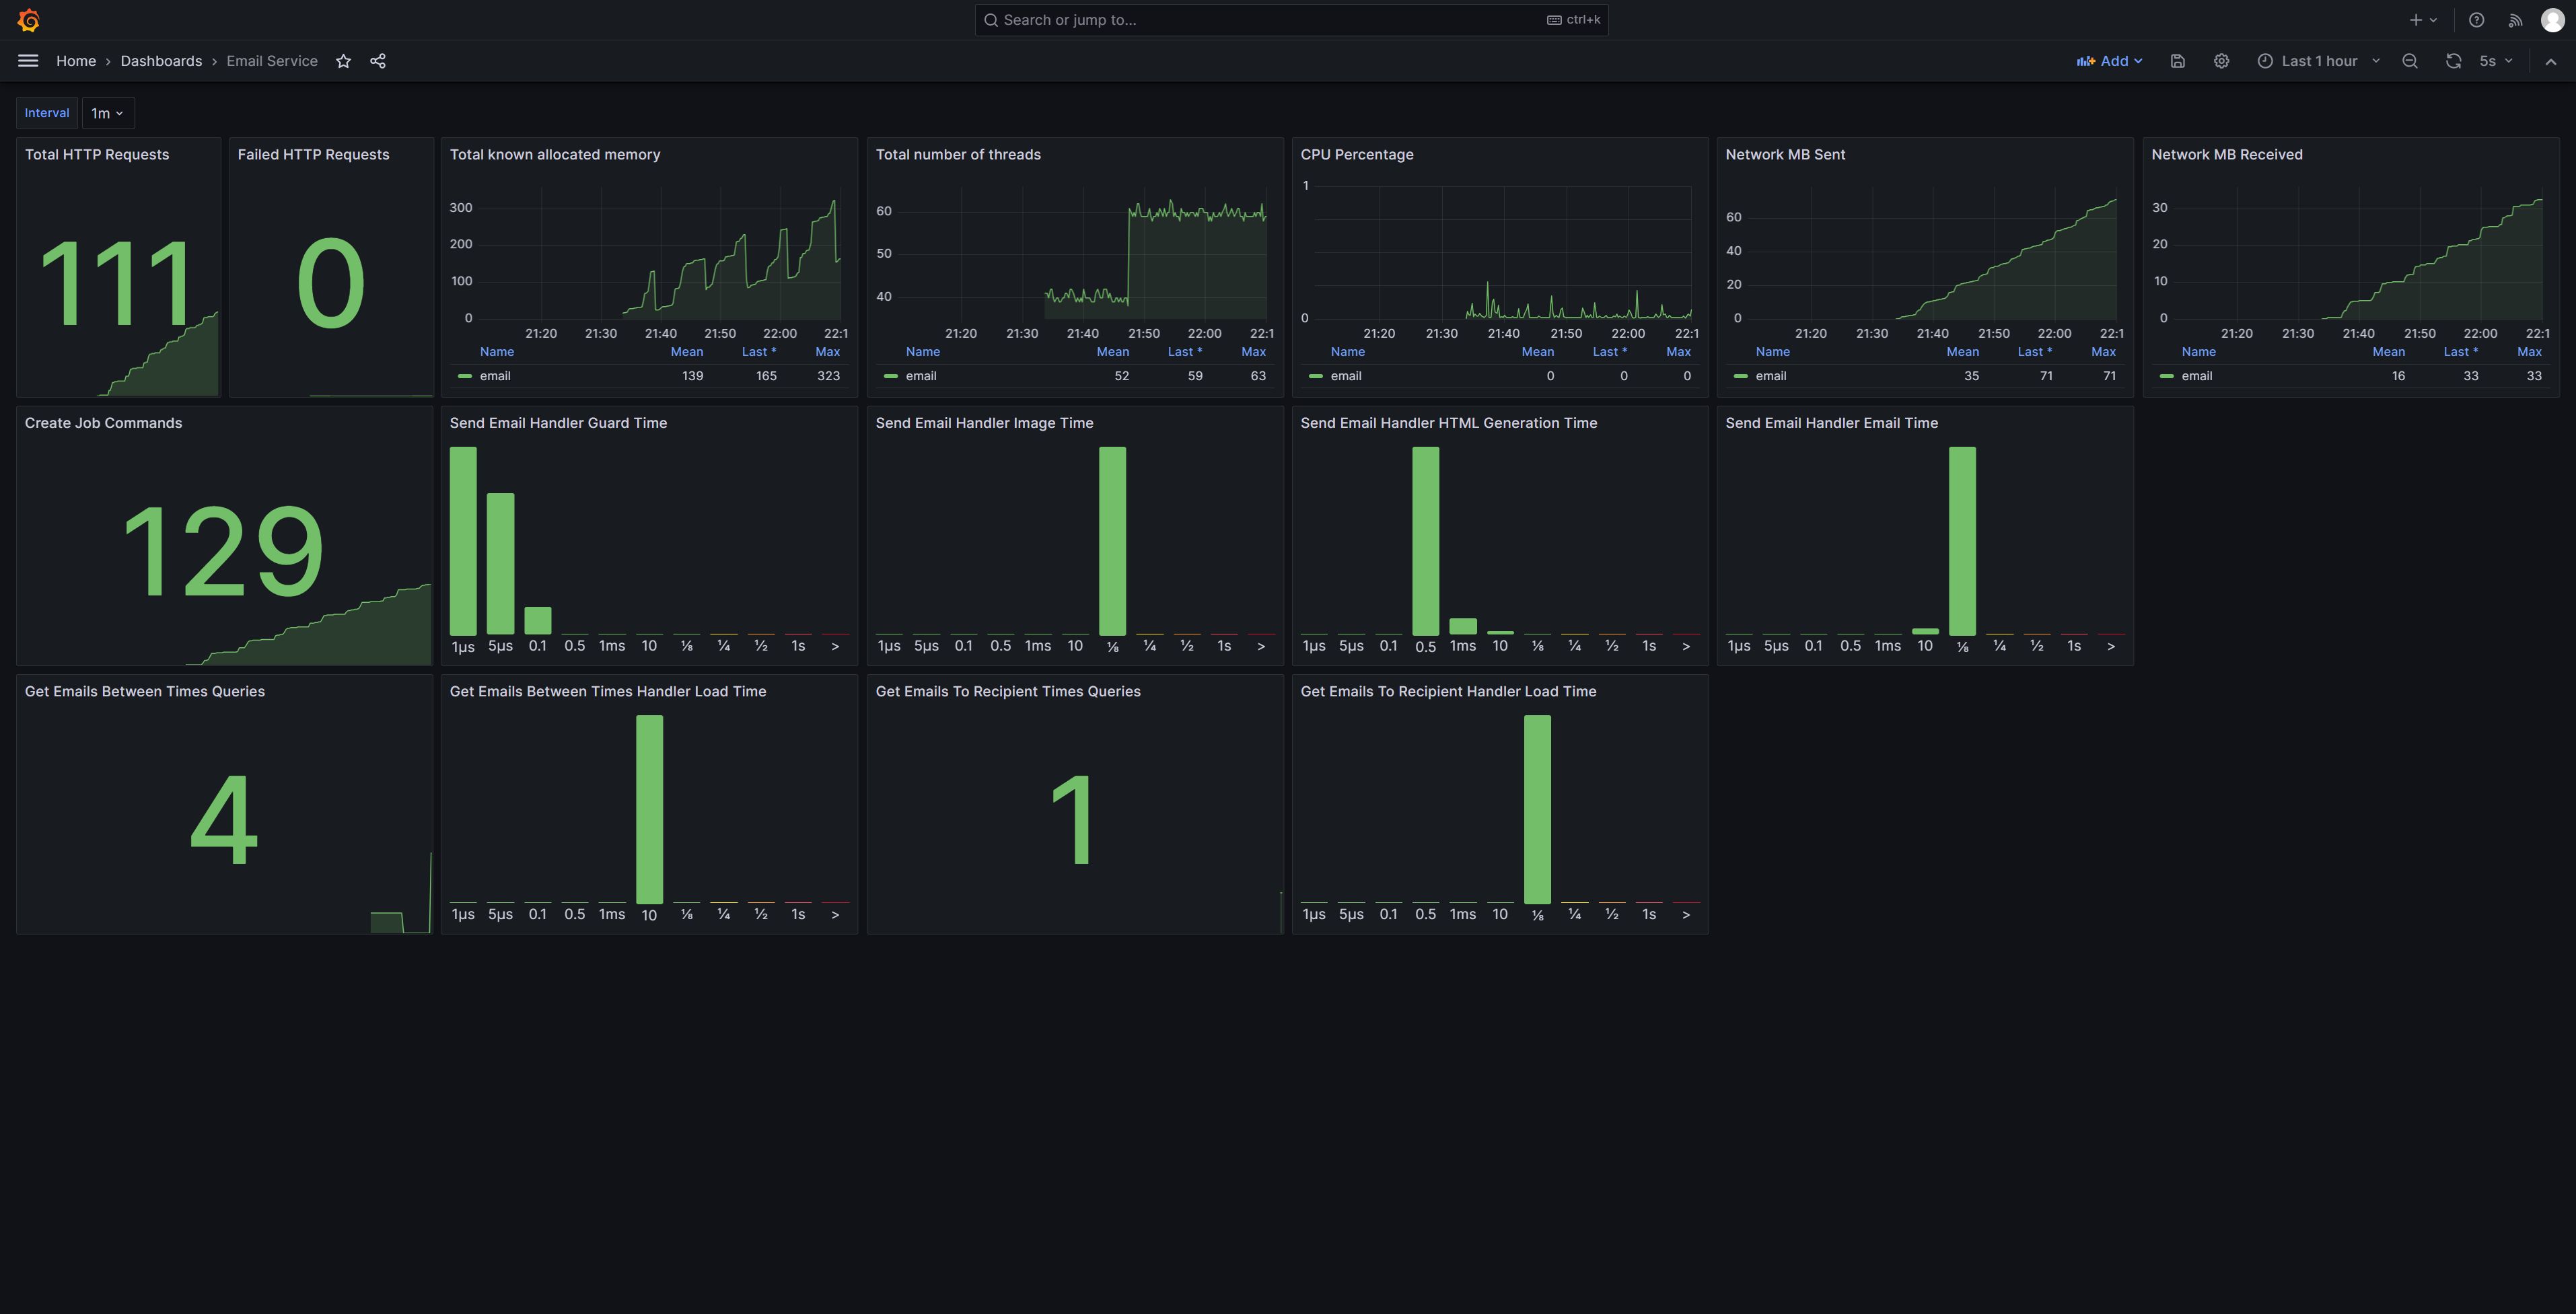 Search or jump to...
ctrl+k
Home › Dashboards › Email Service
Add
Last 1 hour
5s
Interval
1m
Total HTTP Requests
111
Failed HTTP Requests
0
Total known allocated memory
300
200
100
0
21:20 21:30 21:40 21:50 22:00 22:1
Name Mean Last * Max
email 139 165 323
Total number of threads
60
50
40
21:20 21:30 21:40 21:50 22:00 22:1
Name Mean Last * Max
email 52 59 63
CPU Percentage
1
0
21:20 21:30 21:40 21:50 22:00 22:1
Name Mean Last * Max
email 0 0 0
Network MB Sent
60
40
20
0
21:20 21:30 21:40 21:50 22:00 22:1
Name Mean Last * Max
email 35 71 71
Network MB Received
30
20
10
0
21:20 21:30 21:40 21:50 22:00 22:1
Name Mean Last * Max
email 16 33 33
Create Job Commands
129
Send Email Handler Guard Time
1µs 5µs 0.1 0.5 1ms 10 ⅛ ¼ ½ 1s >
Send Email Handler Image Time
1µs 5µs 0.1 0.5 1ms 10 ⅛ ¼ ½ 1s >
Send Email Handler HTML Generation Time
1µs 5µs 0.1 0.5 1ms 10 ⅛ ¼ ½ 1s >
Send Email Handler Email Time
1µs 5µs 0.1 0.5 1ms 10 ⅛ ¼ ½ 1s >
Get Emails Between Times Queries
4
Get Emails Between Times Handler Load Time
1µs 5µs 0.1 0.5 1ms 10 ⅛ ¼ ½ 1s >
Get Emails To Recipient Times Queries
1
Get Emails To Recipient Handler Load Time
1µs 5µs 0.1 0.5 1ms 10 ⅛ ¼ ½ 1s >